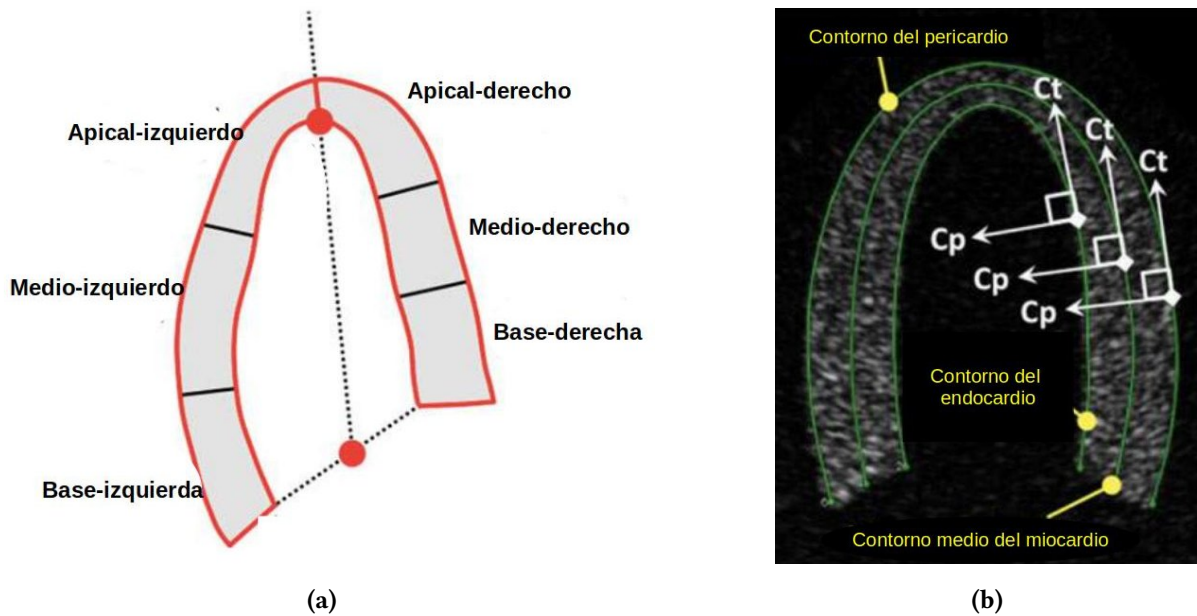 Apical-izquierdo
Apical-derecho
Medio-izquierdo
Medio-derecho
Base-derecha
Base-izquierda
(a)
Contorno del pericardio
Ct
Ct
Ct
Cp
Cp
Cp
Contorno del
endocardio
Contorno medio del miocardio
(b)